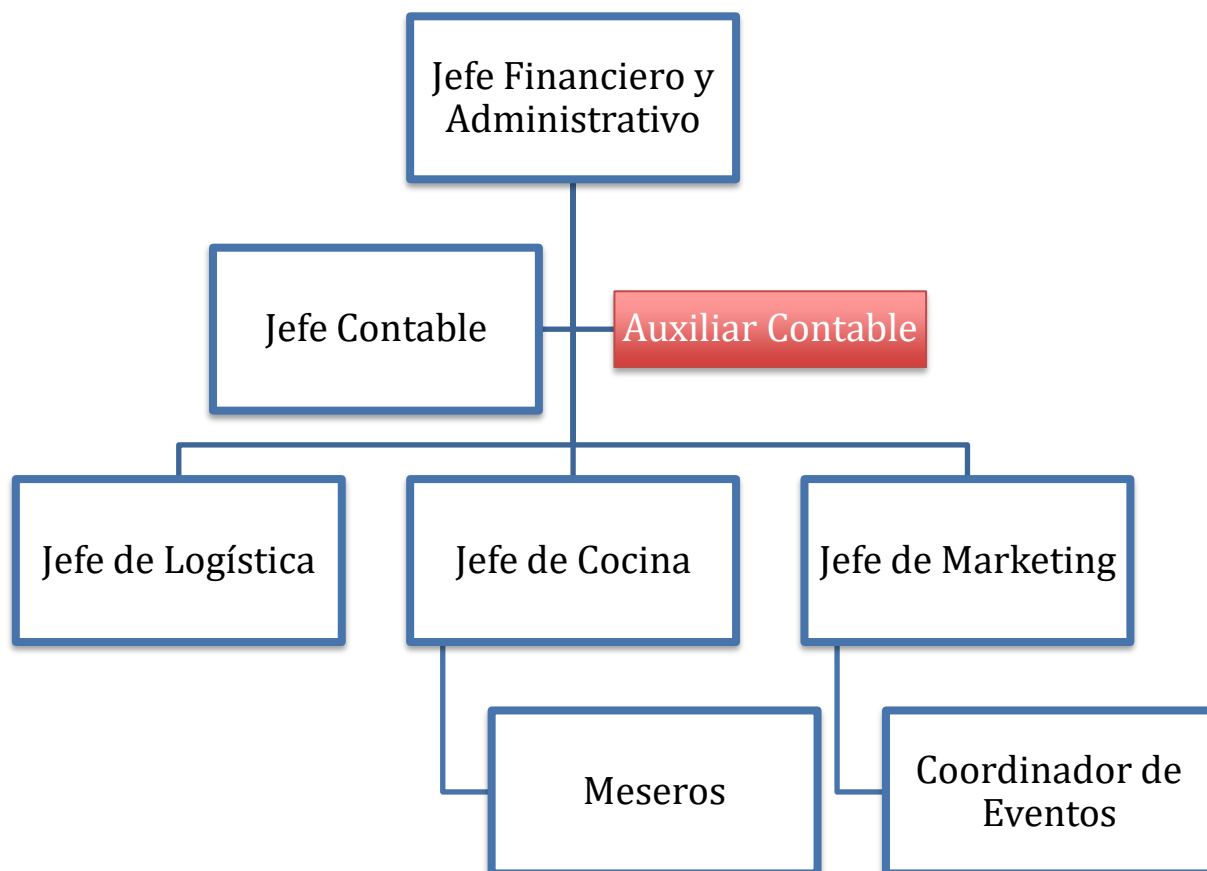 Jefe Financiero y
Administrativo
Jefe Contable
Auxiliar Contable
Jefe de Logística
Jefe de Cocina
Jefe de Marketing
Meseros
Coordinador de
Eventos